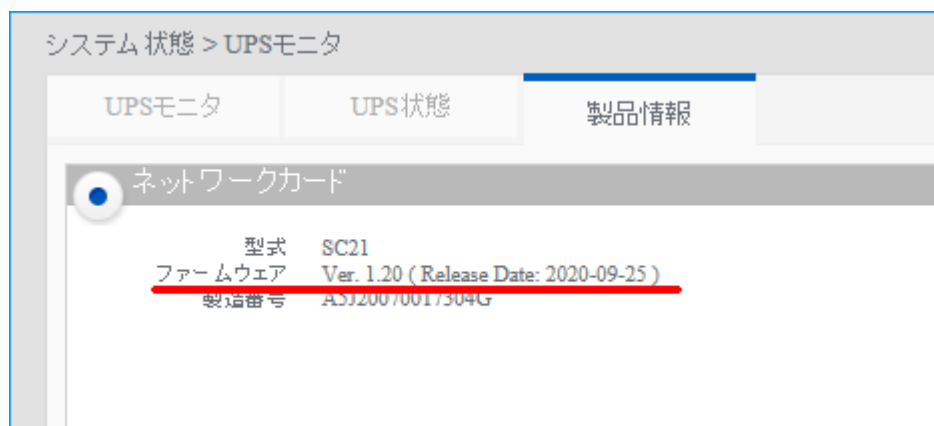 システム状態 > UPSモニタ
UPSモニタ UPS状態 製品情報
ネットワークカード
型式 SC21
ファームウェア Ver. 1.20 ( Release Date: 2020-09-25 )
製造番号 A5J20070017304G